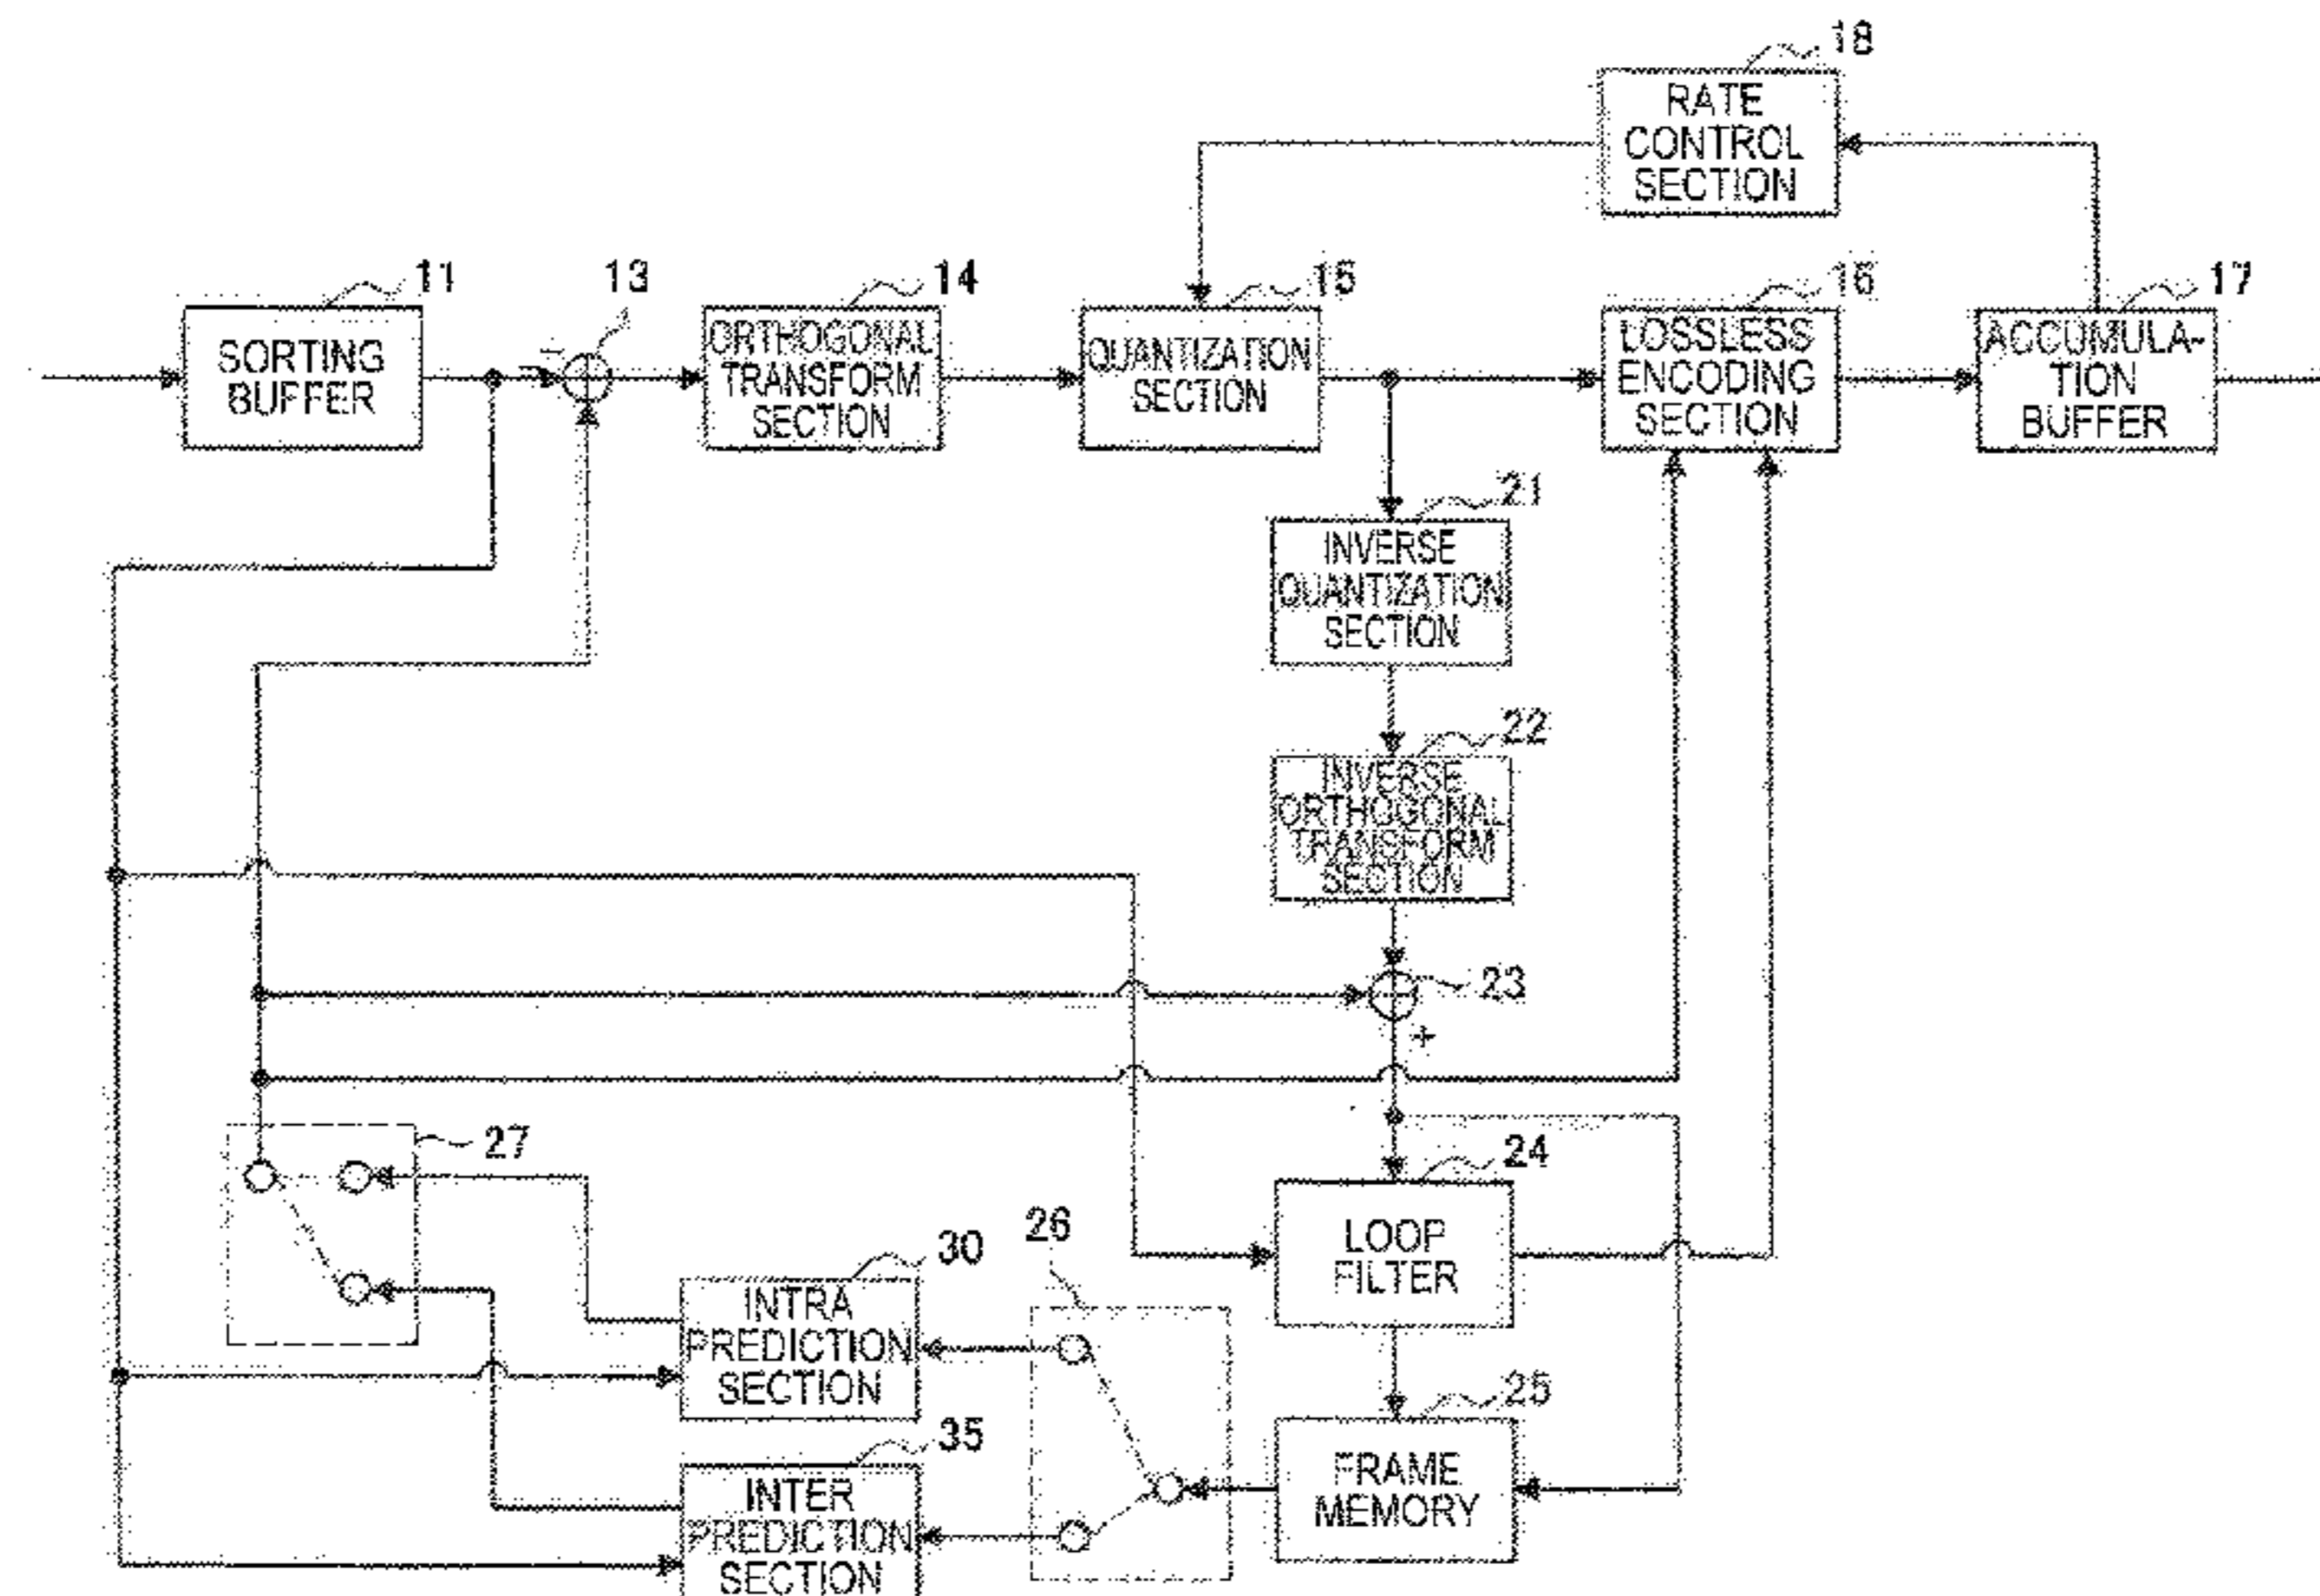 18
RATE
CONTROL
SECTION
11
13
14
15
16
17
SORTING
BUFFER
ORTHOGONAL
TRANSFORM
SECTION
QUANTIZATION
SECTION
LOSSLESS
ENCODING
SECTION
ACCUMULA-
TION
BUFFER
21
INVERSE
QUANTIZATION
SECTION
22
INVERSE
ORTHOGONAL
TRANSFORM
SECTION
23
+
27
24
LOOP
FILTER
26
30
INTRA
PREDICTION
SECTION
25
FRAME
MEMORY
35
INTER
PREDICTION
SECTION